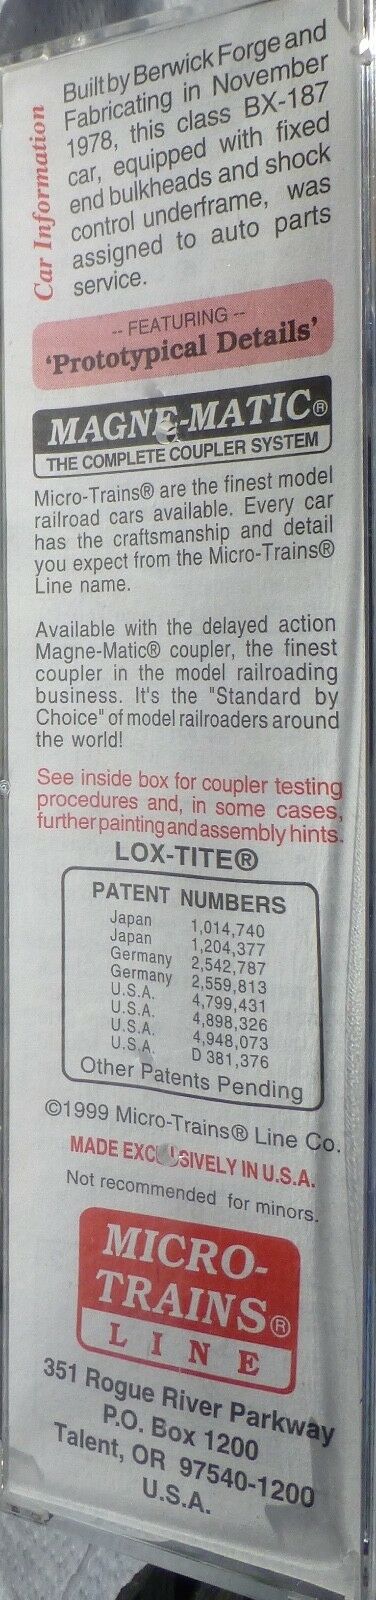 Car Information
Built by Berwick Forge and
Fabricating in November
1978, this class BX-187
car, equipped with fixed
end bulkheads and shock
control underframe, was
assigned to auto parts
service.
-- FEATURING --
'Prototypical Details'
MAGNE-MATIC®
THE COMPLETE COUPLER SYSTEM
Micro-Trains® are the finest model
railroad cars available. Every car
has the craftsmanship and detail
you expect from the Micro-Trains®
Line name.
Available with the delayed action
Magne-Matic® coupler, the finest
coupler in the model railroading
business. It's the "Standard by
Choice" of model railroaders around
the world!
See inside box for coupler testing
procedures and, in some cases,
further painting and assembly hints.
LOX-TITE®
PATENT NUMBERS
Japan 1,014,740
Japan 1,204,377
Germany 2,542,787
Germany 2,559,813
U.S.A. 4,799,431
U.S.A. 4,898,326
U.S.A. 4,948,073
U.S.A. D 381,376
Other Patents Pending
©1999 Micro-Trains® Line Co.
MADE EXCLUSIVELY IN U.S.A.
Not recommended for minors.
MICRO-
TRAINS®
LINE
351 Rogue River Parkway
P.O. Box 1200
Talent, OR 97540-1200
U.S.A.